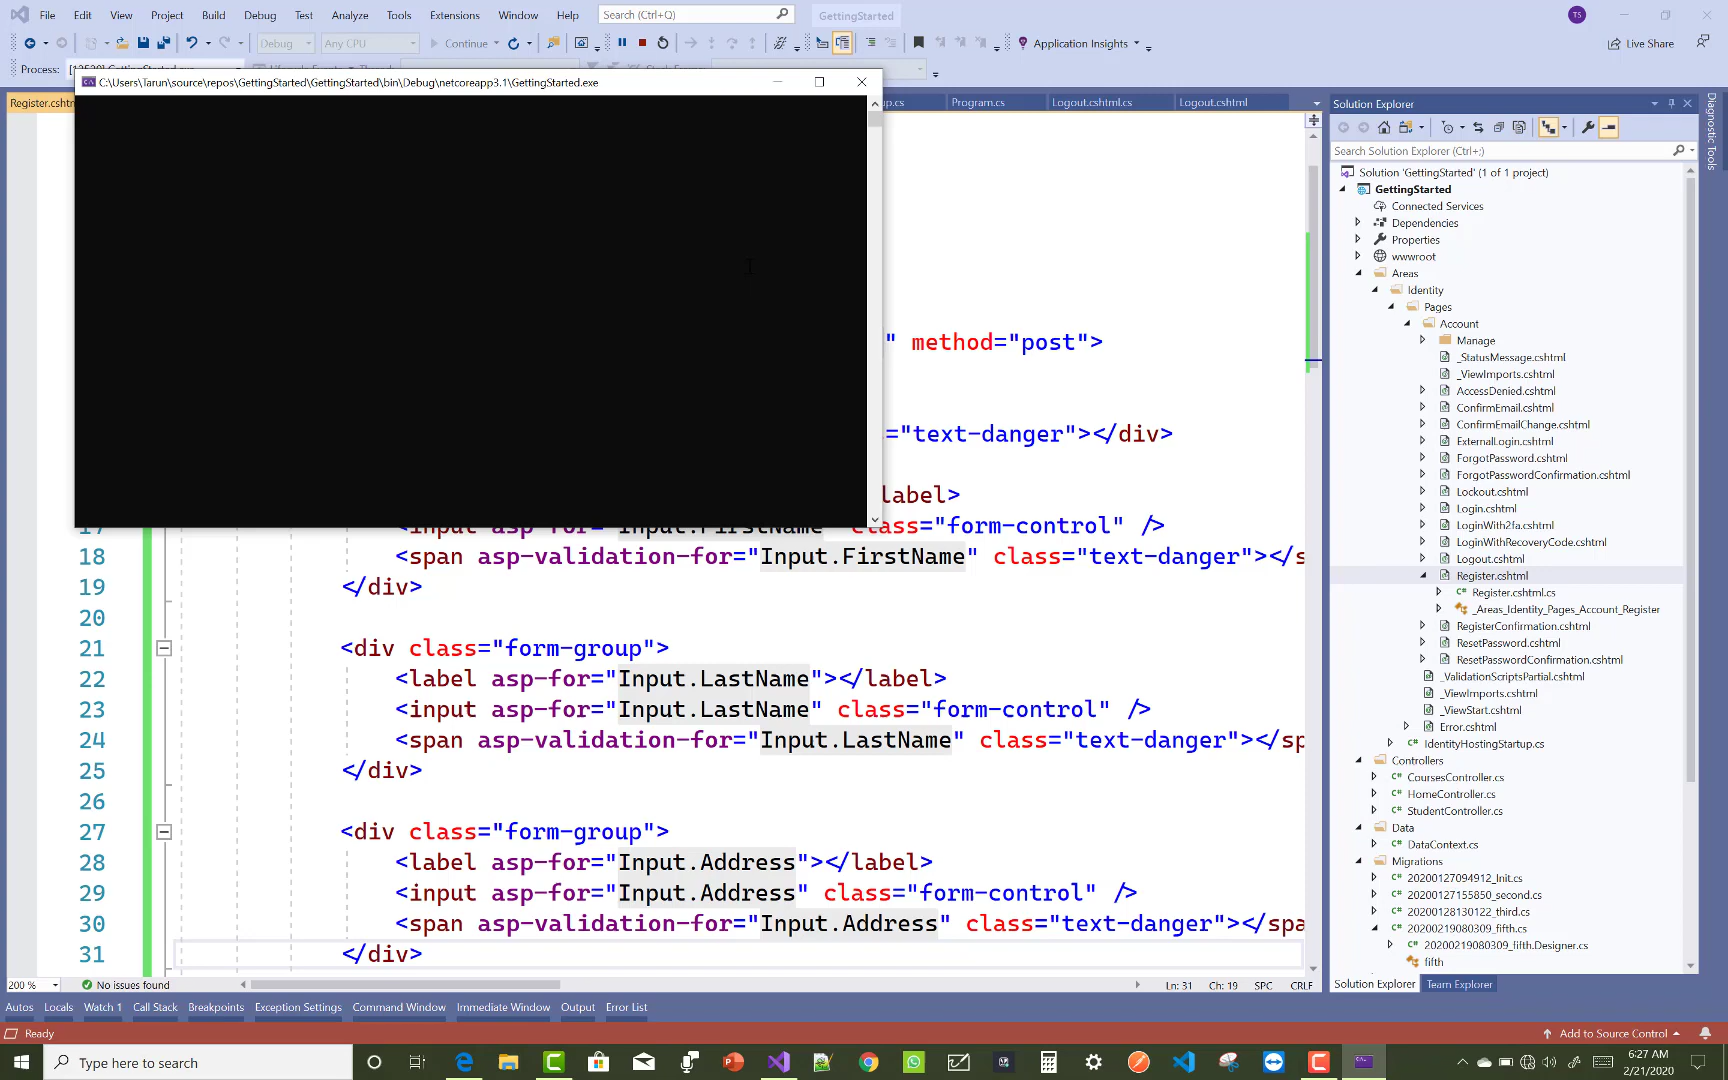 File Edit View Project Build Debug Test Analyze Tools Extensions Window Help Search (Ctrl+Q) GettingStarted TS
Debug Any CPU Continue Application Insights Live Share
Process:
C:\Users\Tarun\source\repos\GettingStarted\GettingStarted\bin\Debug\netcoreapp3.1\GettingStarted.exe
Program.cs Logout.cshtml.cs Logout.cshtml
" method="post">
="text-danger"></div>
label>
17 <input asp-for="Input.FirstName" class="form-control" />
18 <span asp-validation-for="Input.FirstName" class="text-danger"></s
19 </div>
20
21 <div class="form-group">
22 <label asp-for="Input.LastName"></label>
23 <input asp-for="Input.LastName" class="form-control" />
24 <span asp-validation-for="Input.LastName" class="text-danger"></sp
25 </div>
26
27 <div class="form-group">
28 <label asp-for="Input.Address"></label>
29 <input asp-for="Input.Address" class="form-control" />
30 <span asp-validation-for="Input.Address" class="text-danger"></spa
31 </div>
200 % No issues found Ln: 31 Ch: 19 SPC CRLF
Solution Explorer
Search Solution Explorer (Ctrl+;)
Solution 'GettingStarted' (1 of 1 project)
GettingStarted
Connected Services
Dependencies
Properties
wwwroot
Areas
Identity
Pages
Account
Manage
_StatusMessage.cshtml
_ViewImports.cshtml
AccessDenied.cshtml
ConfirmEmail.cshtml
ConfirmEmailChange.cshtml
ExternalLogin.cshtml
ForgotPassword.cshtml
ForgotPasswordConfirmation.cshtml
Lockout.cshtml
Login.cshtml
LoginWith2fa.cshtml
LoginWithRecoveryCode.cshtml
Logout.cshtml
Register.cshtml
Register.cshtml.cs
_Areas_Identity_Pages_Account_Register
RegisterConfirmation.cshtml
ResetPassword.cshtml
ResetPasswordConfirmation.cshtml
_ValidationScriptsPartial.cshtml
_ViewImports.cshtml
_ViewStart.cshtml
Error.cshtml
IdentityHostingStartup.cs
Controllers
CoursesController.cs
HomeController.cs
StudentController.cs
Data
DataContext.cs
Migrations
20200127094912_Init.cs
20200127155850_second.cs
20200128130122_third.cs
20200219080309_fifth.cs
20200219080309_fifth.Designer.cs
fifth
Solution Explorer Team Explorer
Diagnostic Tools
Autos Locals Watch 1 Call Stack Breakpoints Exception Settings Command Window Immediate Window Output Error List
Ready Add to Source Control
Type here to search
6:27 AM
2/21/2020